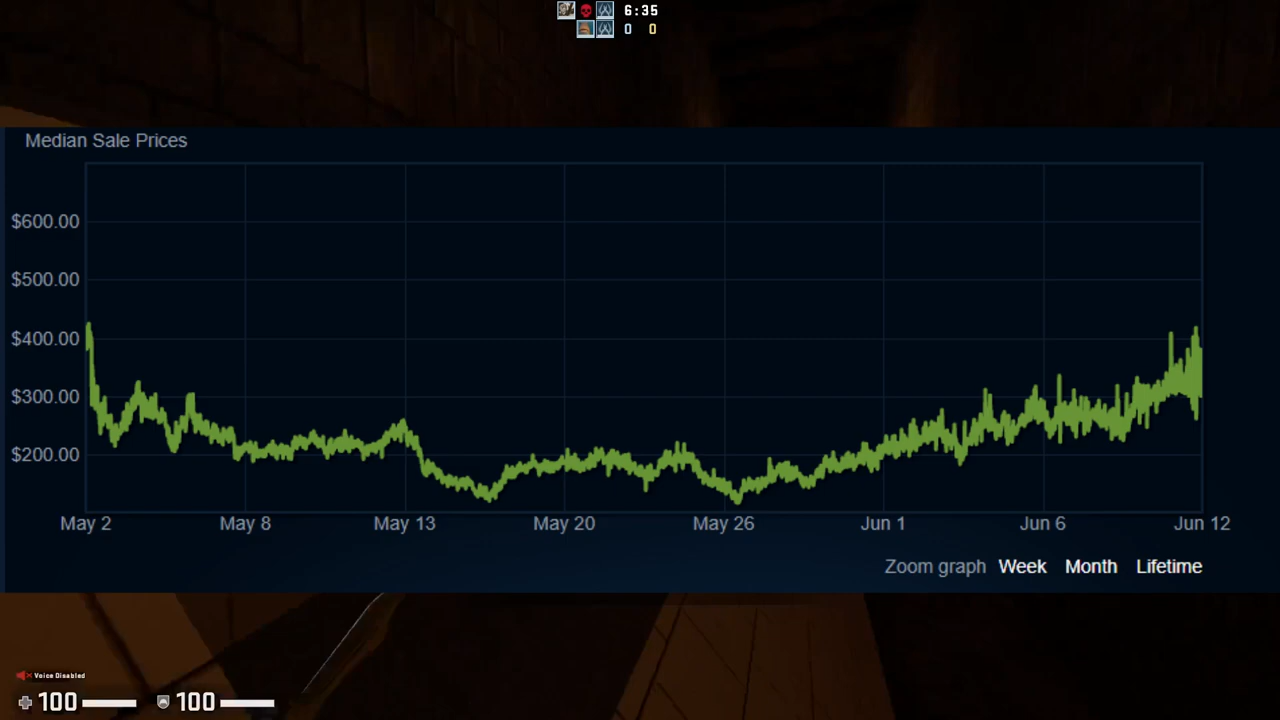 6:35
0 0
Median Sale Prices
$600.00
$500.00
$400.00
$300.00
$200.00
May 2 May 8 May 13 May 20 May 26 Jun 1 Jun 6 Jun 12
Zoom graph Week Month Lifetime
Voice Disabled
100 100